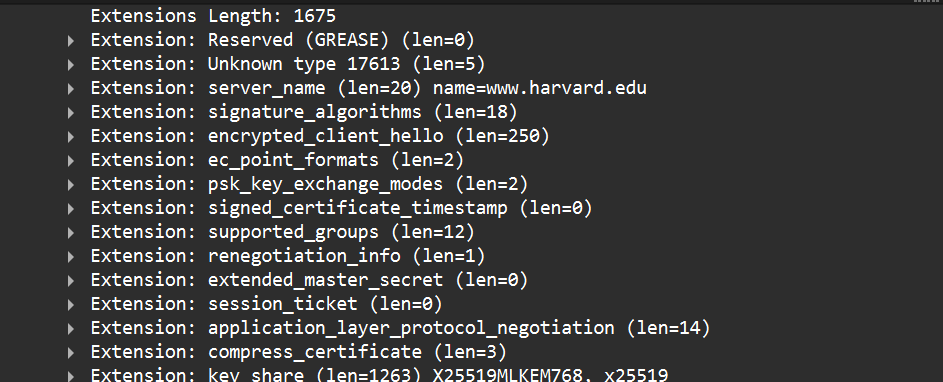 Extensions Length: 1675
Extension: Reserved (GREASE) (len=0)
Extension: Unknown type 17613 (len=5)
Extension: server_name (len=20) name=www.harvard.edu
Extension: signature_algorithms (len=18)
Extension: encrypted_client_hello (len=250)
Extension: ec_point_formats (len=2)
Extension: psk_key_exchange_modes (len=2)
Extension: signed_certificate_timestamp (len=0)
Extension: supported_groups (len=12)
Extension: renegotiation_info (len=1)
Extension: extended_master_secret (len=0)
Extension: session_ticket (len=0)
Extension: application_layer_protocol_negotiation (len=14)
Extension: compress_certificate (len=3)
Extension: key_share (len=1263) X25519MLKEM768, x25519